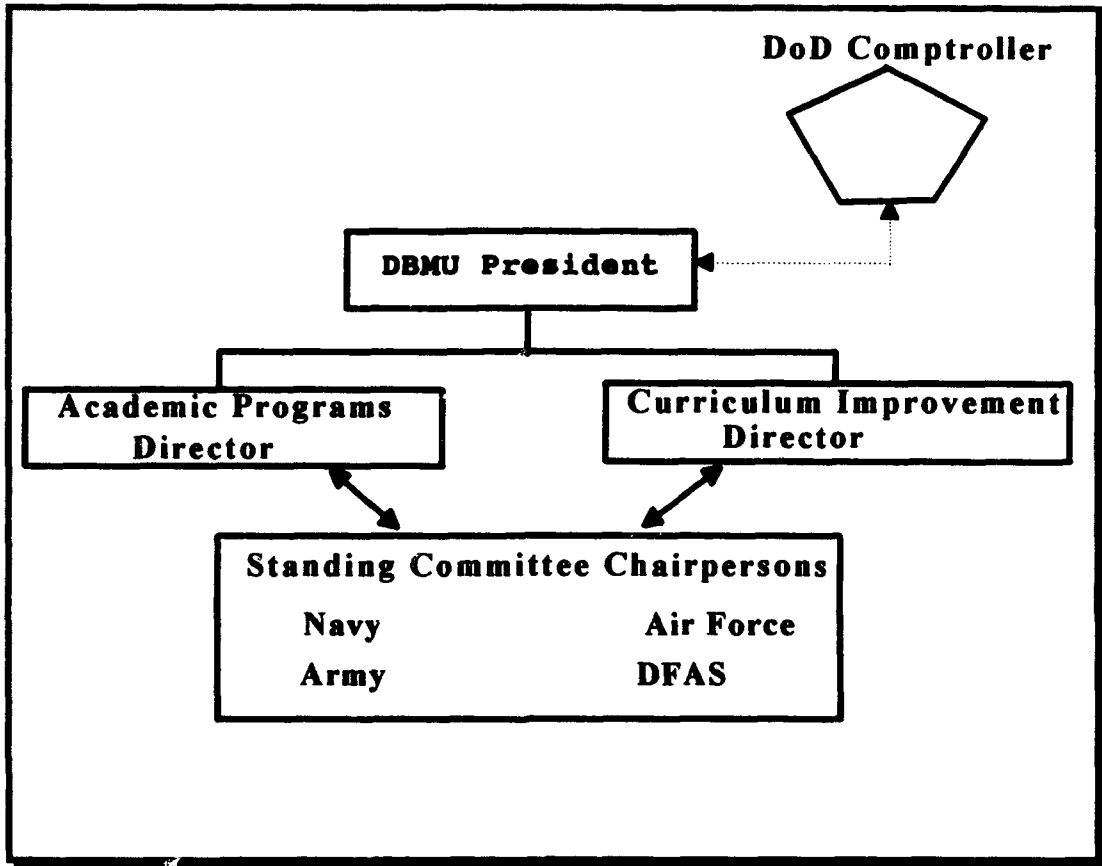 DoD Comptroller
DBMU President
Academic Programs
Director
Curriculum Improvement
Director
Standing Committee Chairpersons
Navy
Air Force
Army
DFAS